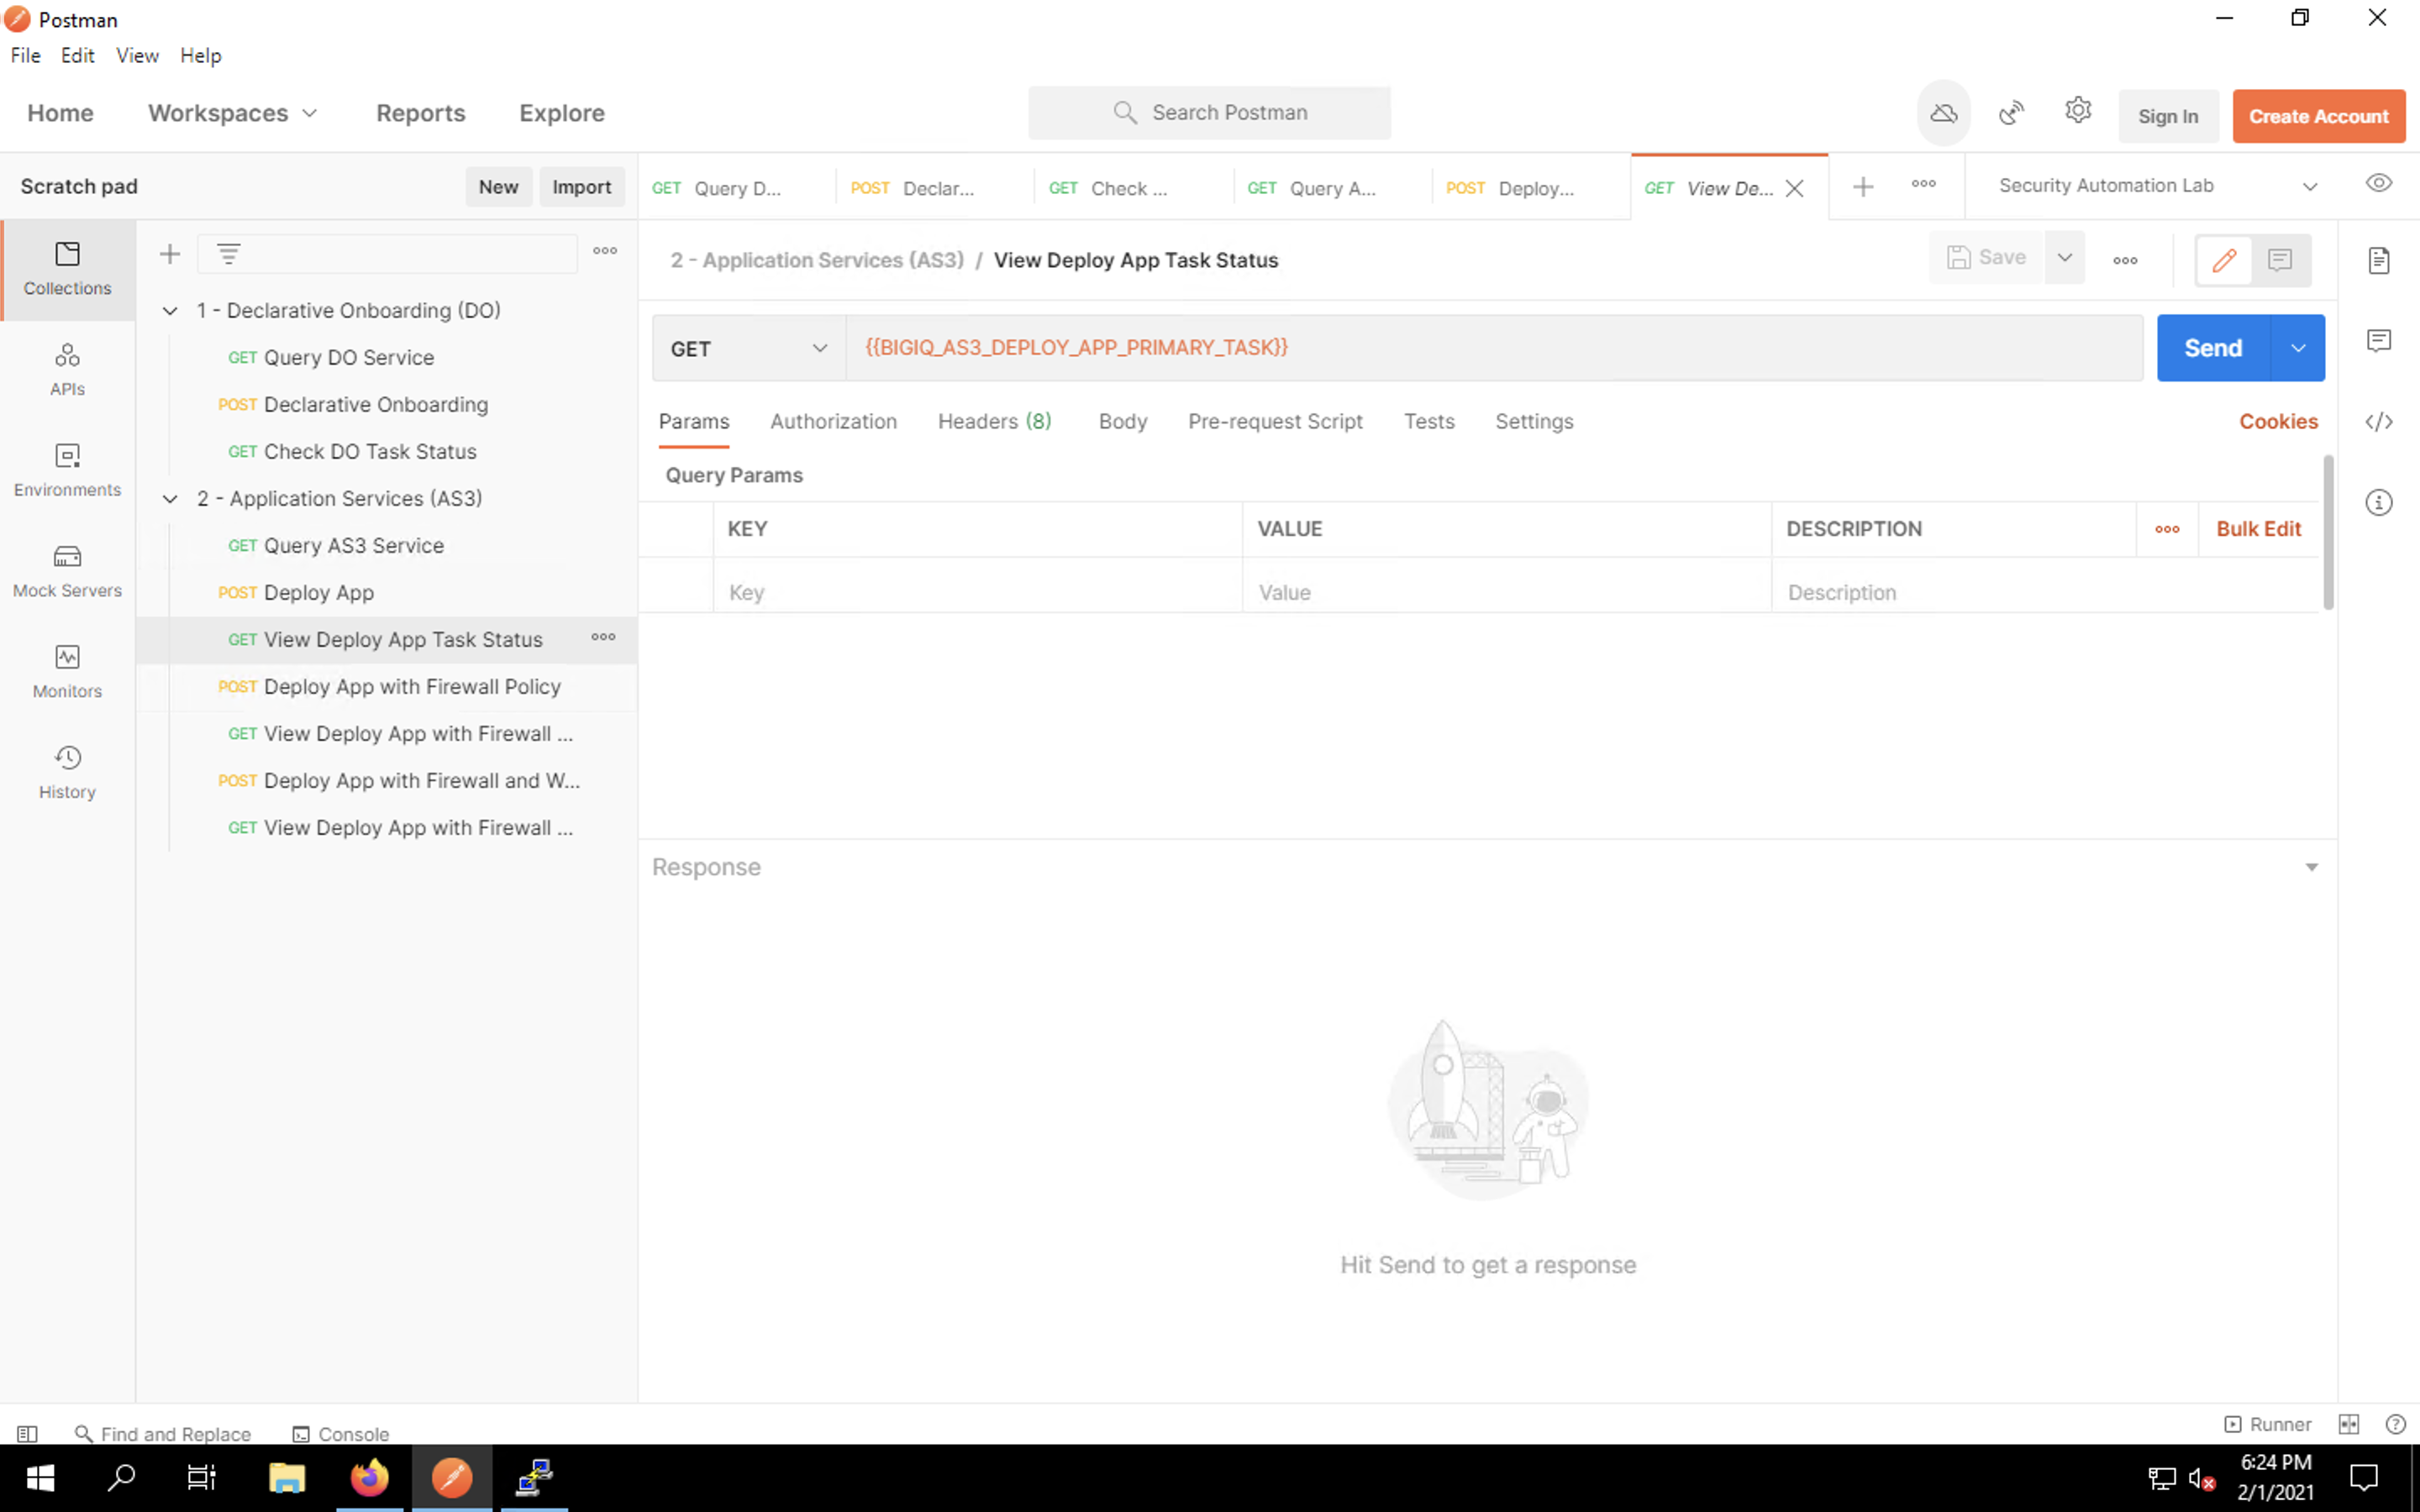 Postman
File Edit View Help
Home Workspaces Reports Explore Search Postman Sign In Create Account
Scratch pad New Import
GET Query D... POST Declar... GET Check ... GET Query A... POST Deploy... GET View De... Security Automation Lab
Collections
APIs
Environments
Mock Servers
Monitors
History
1 - Declarative Onboarding (DO)
GET Query DO Service
POST Declarative Onboarding
GET Check DO Task Status
2 - Application Services (AS3)
GET Query AS3 Service
POST Deploy App
GET View Deploy App Task Status
POST Deploy App with Firewall Policy
GET View Deploy App with Firewall ...
POST Deploy App with Firewall and W...
GET View Deploy App with Firewall ...
2 - Application Services (AS3) / View Deploy App Task Status Save
GET {{BIGIQ_AS3_DEPLOY_APP_PRIMARY_TASK}} Send
Params Authorization Headers (8) Body Pre-request Script Tests Settings Cookies
Query Params
KEY VALUE DESCRIPTION Bulk Edit
Key Value Description
Response
Hit Send to get a response
Find and Replace Console Runner
6:24 PM
2/1/2021